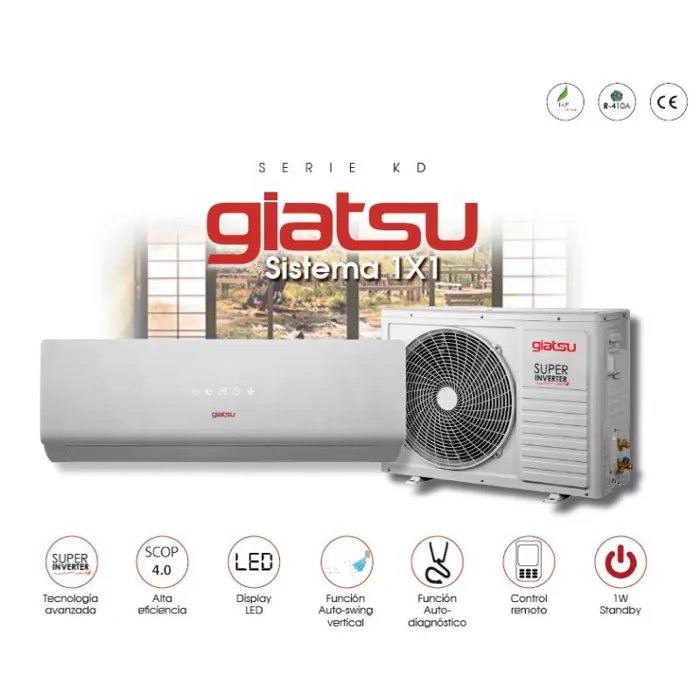 R-410A
CE
SERIE KD
giatsu
Sistema 1X1
giatsu
SUPER
INVERTER
giatsu
SUPER
INVERTER
SCOP
4.0
LED
Tecnología
avanzada
Alta
eficiencia
Display
LED
Función
Auto-swing
vertical
Función
Auto-
diagnóstico
Control
remoto
1W
Standby